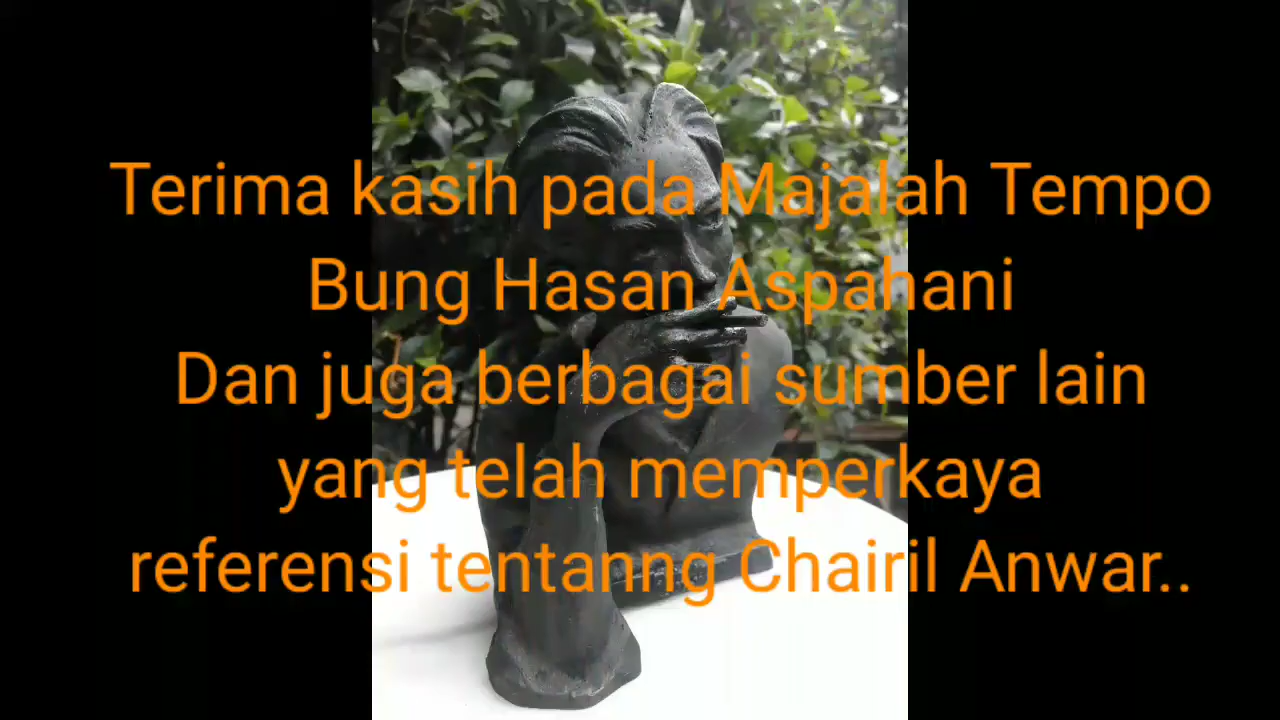 Terima kasih pada Majalah Tempo
Bung Hasan Aspahani
Dan juga berbagai sumber lain
yang telah memperkaya
referensi tentanng Chairil Anwar..